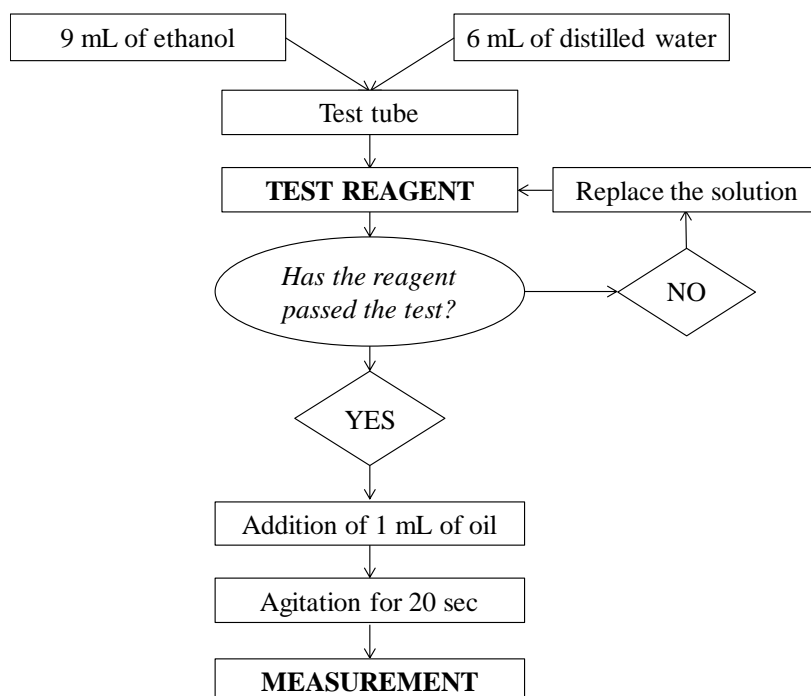 9 mL of ethanol
6 mL of distilled water
Test tube
TEST REAGENT
Replace the solution
Has the reagent
passed the test?
NO
YES
Addition of 1 mL of oil
Agitation for 20 sec
MEASUREMENT